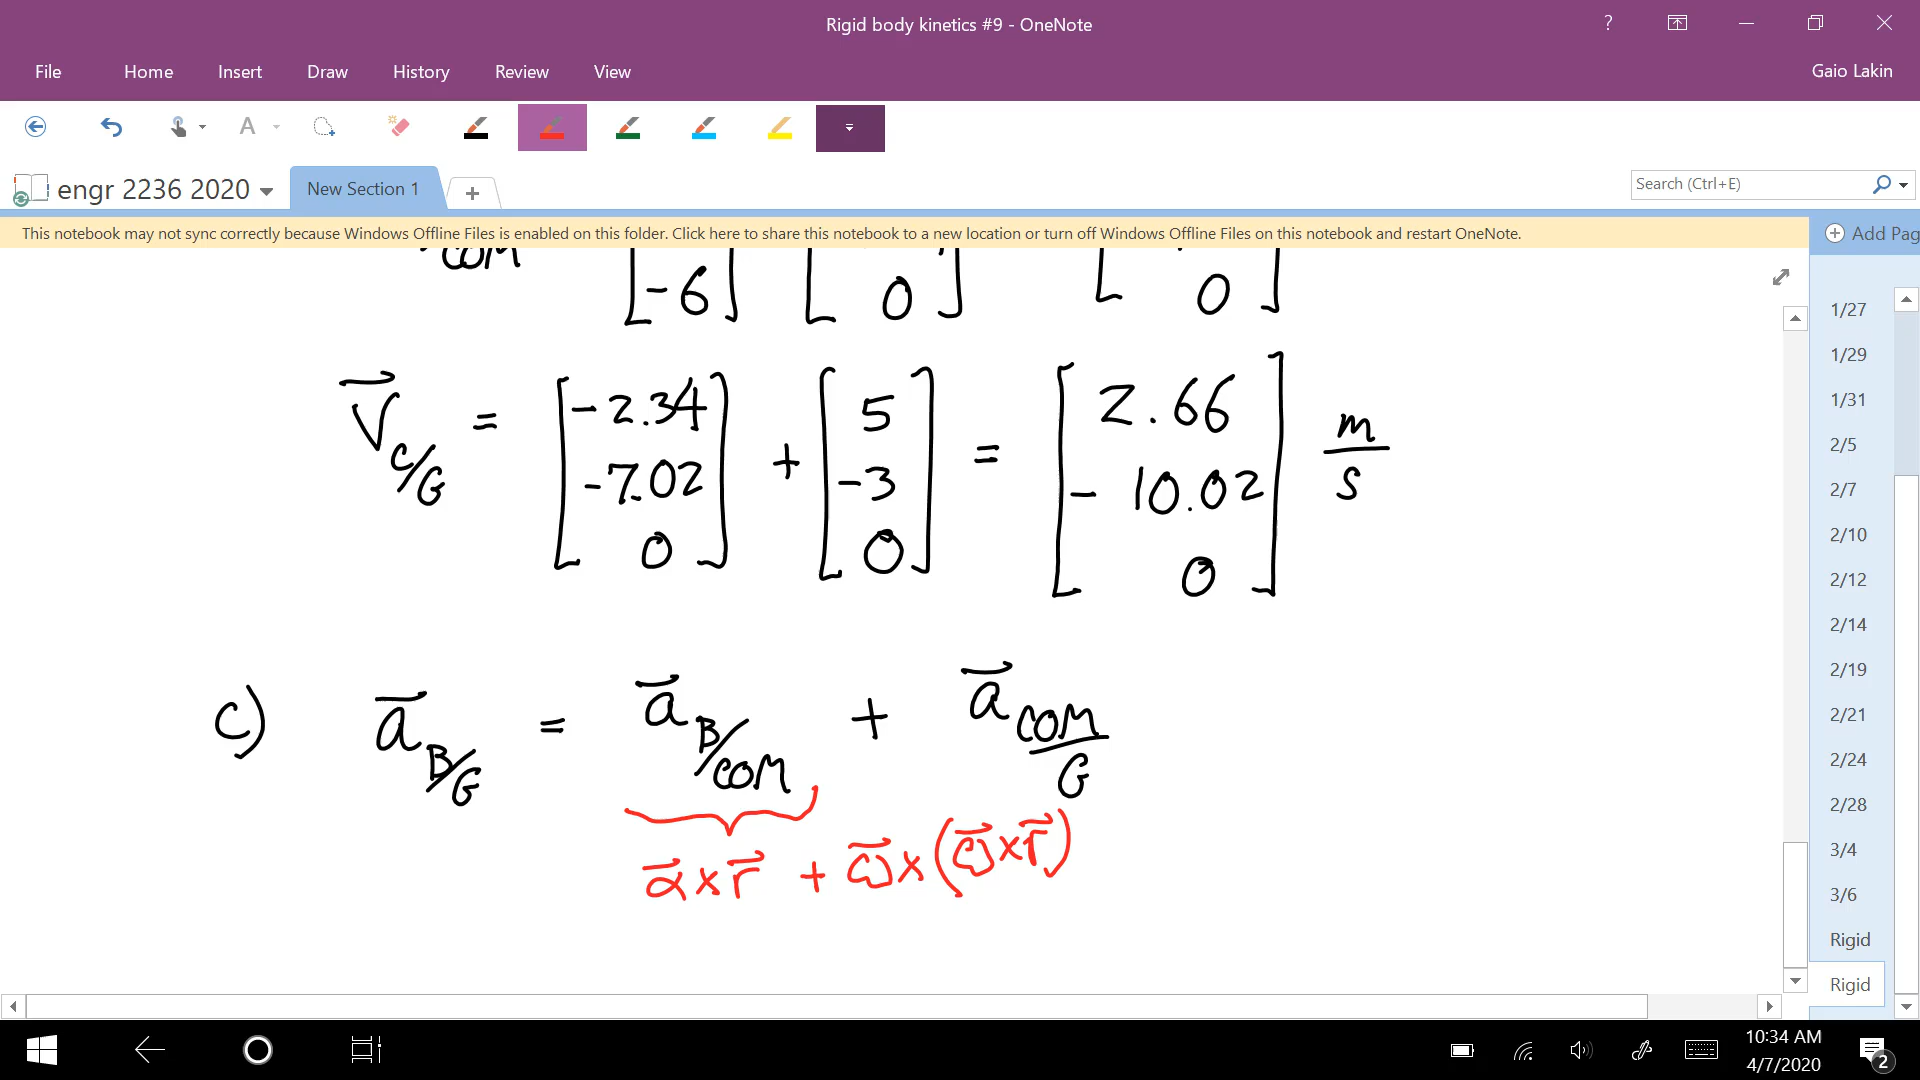 Rigid body kinetics #9 - OneNote
?
File Home Insert Draw History Review View
Gaio Lakin
A
engr 2236 2020
New Section 1
+
Search (Ctrl+E)
This notebook may not sync correctly because Windows Offline Files is enabled on this folder. Click here to share this notebook to a new location or turn off Windows Offline Files on this notebook and restart OneNote.
Add Pag
COM
[ -6 ] [ 0 ] [ 0 ]
V⃗ C/G = [ -2.34 -7.02 0 ] + [ 5 -3 0 ] = [ 2.66 -10.02 0 ] m/s
c) a⃗ B/G = a⃗ B/COM + a⃗ COM/G
α⃗ × r⃗ + ω⃗ × (ω⃗ × r⃗)
1/27
1/29
1/31
2/5
2/7
2/10
2/12
2/14
2/19
2/21
2/24
2/28
3/4
3/6
Rigid
Rigid
10:34 AM
4/7/2020
2